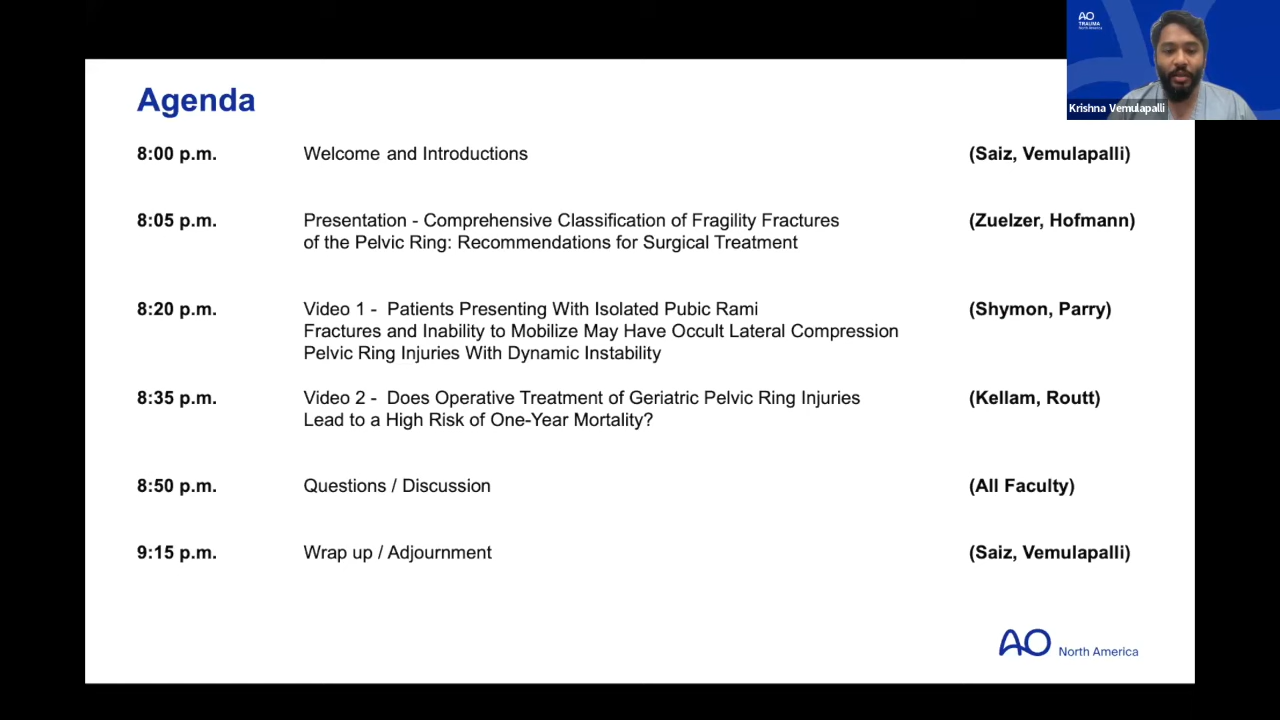 AO
TRAUMA
North America
Krishna Vemulapalli
Agenda
8:00 p.m. Welcome and Introductions (Saiz, Vemulapalli)
8:05 p.m. Presentation - Comprehensive Classification of Fragility Fractures (Zuelzer, Hofmann)
of the Pelvic Ring: Recommendations for Surgical Treatment
8:20 p.m. Video 1 - Patients Presenting With Isolated Pubic Rami (Shymon, Parry)
Fractures and Inability to Mobilize May Have Occult Lateral Compression
Pelvic Ring Injuries With Dynamic Instability
8:35 p.m. Video 2 - Does Operative Treatment of Geriatric Pelvic Ring Injuries (Kellam, Routt)
Lead to a High Risk of One-Year Mortality?
8:50 p.m. Questions / Discussion (All Faculty)
9:15 p.m. Wrap up / Adjournment (Saiz, Vemulapalli)
AO North America